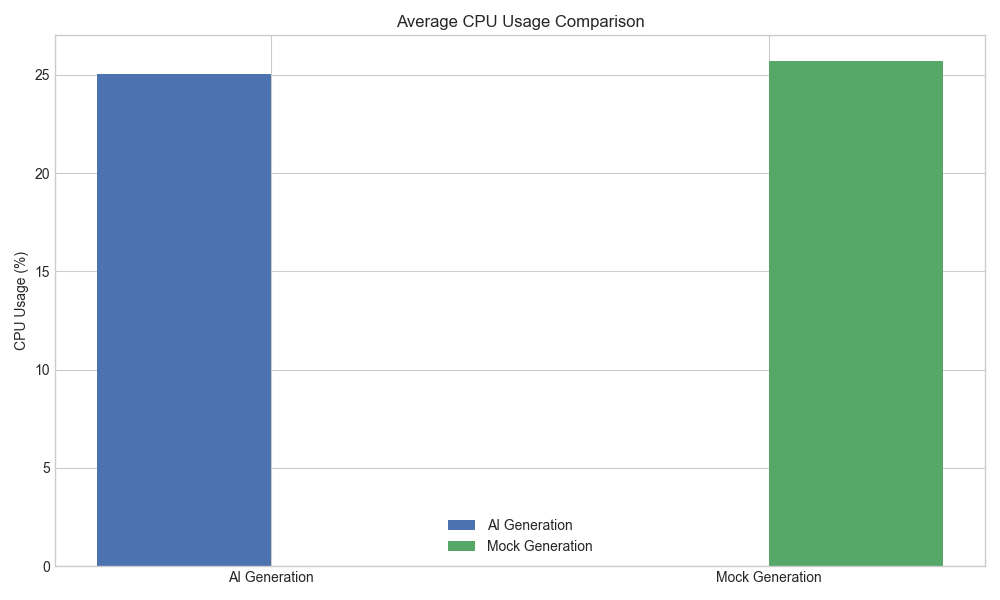 Average CPU Usage Comparison
CPU Usage (%)
25
20
15
10
5
0
AI Generation
Mock Generation
AI Generation
Mock Generation